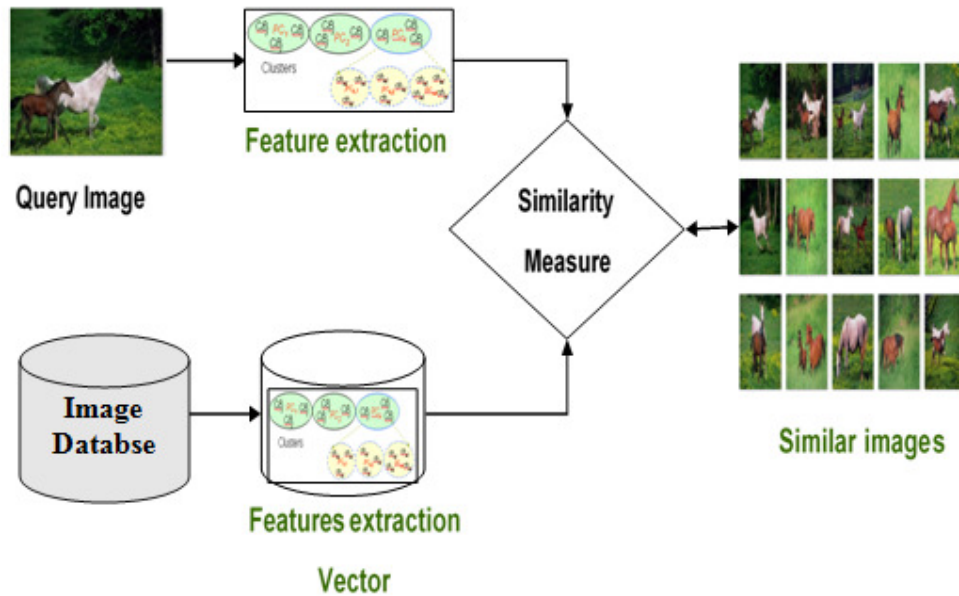 Clusters
Feature extraction
Query Image
Similarity
Measure
Image
Databse
Clusters
Features extraction
Vector
Similar images